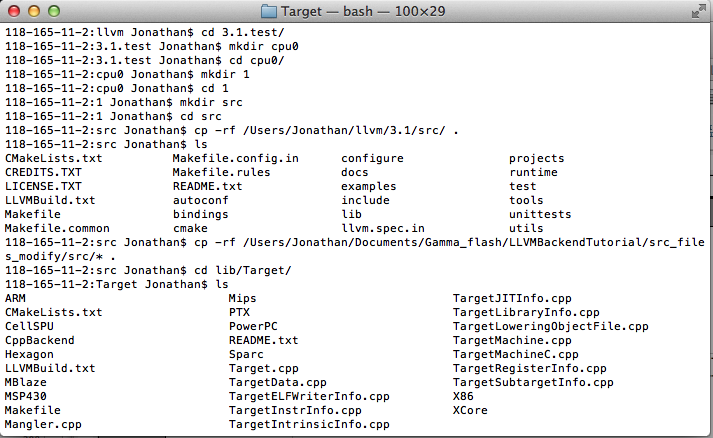 Target — bash — 100×29
118-165-11-2:llvm Jonathan$ cd 3.1.test/
118-165-11-2:3.1.test Jonathan$ mkdir cpu0
118-165-11-2:3.1.test Jonathan$ cd cpu0/
118-165-11-2:cpu0 Jonathan$ mkdir 1
118-165-11-2:cpu0 Jonathan$ cd 1
118-165-11-2:1 Jonathan$ mkdir src
118-165-11-2:1 Jonathan$ cd src
118-165-11-2:src Jonathan$ cp -rf /Users/Jonathan/llvm/3.1/src/ .
118-165-11-2:src Jonathan$ ls
CMakeLists.txt Makefile.config.in configure projects
CREDITS.TXT Makefile.rules docs runtime
LICENSE.TXT README.txt examples test
LLVMBuild.txt autoconf include tools
Makefile bindings lib unittests
Makefile.common cmake llvm.spec.in utils
118-165-11-2:src Jonathan$ cp -rf /Users/Jonathan/Documents/Gamma_flash/LLVMBackendTutorial/src_file
s_modify/src/* .
118-165-11-2:src Jonathan$ cd lib/Target/
118-165-11-2:Target Jonathan$ ls
ARM Mips TargetJITInfo.cpp
CMakeLists.txt PTX TargetLibraryInfo.cpp
CellSPU PowerPC TargetLoweringObjectFile.cpp
CppBackend README.txt TargetMachine.cpp
Hexagon Sparc TargetMachineC.cpp
LLVMBuild.txt Target.cpp TargetRegisterInfo.cpp
MBlaze TargetData.cpp TargetSubtargetInfo.cpp
MSP430 TargetELFWriterInfo.cpp X86
Makefile TargetInstrInfo.cpp XCore
Mangler.cpp TargetIntrinsicInfo.cpp